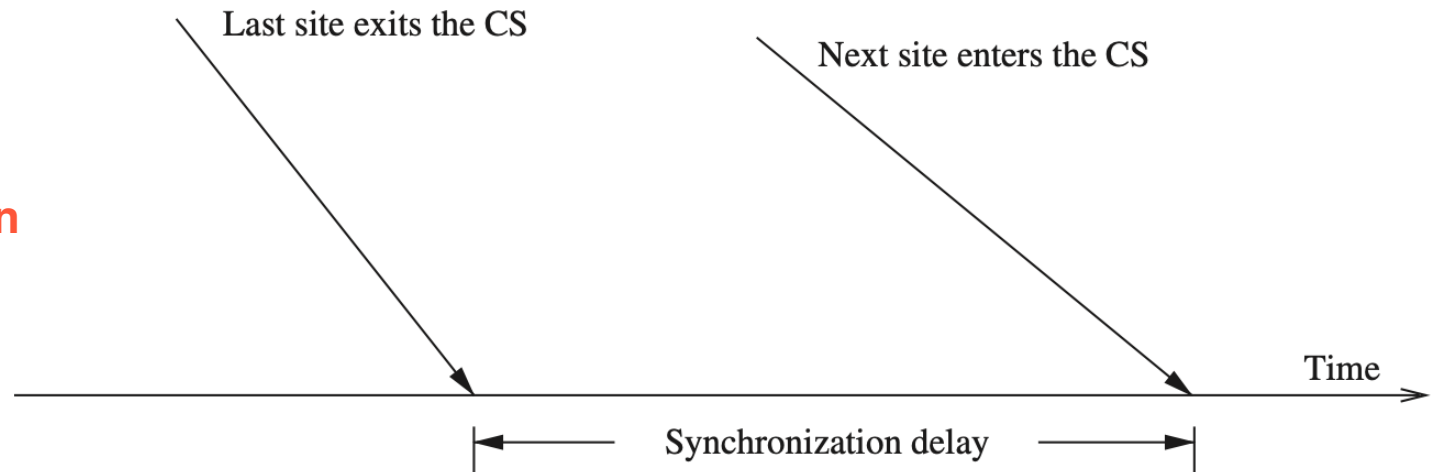 Last site exits the CS
Next site enters the CS
n
Time
Synchronization delay